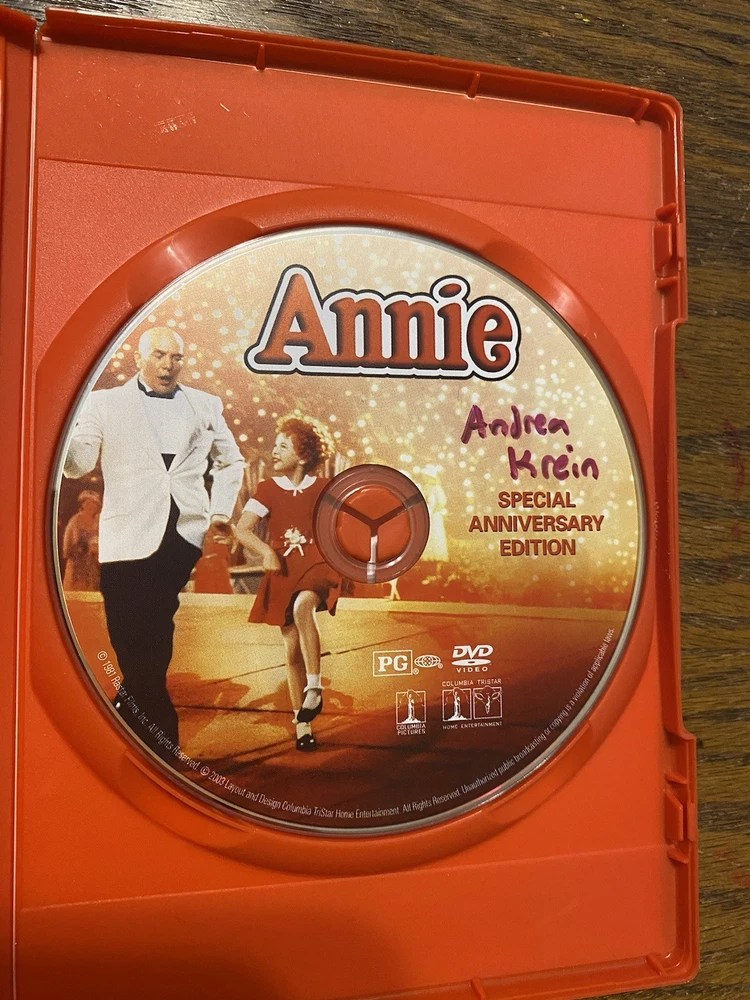 Annie
Andrea
Krein
SPECIAL
ANNIVERSARY
EDITION
PG
DVD
VIDEO
COLUMBIA
PICTURES
COLUMBIA TRISTAR
HOME ENTERTAINMENT
© 1981 Rastar Films, Inc. All Rights Reserved. © 2003 Layout and Design Columbia TriStar Home Entertainment. All Rights Reserved. Unauthorized public broadcasting or copying is a violation of applicable laws.